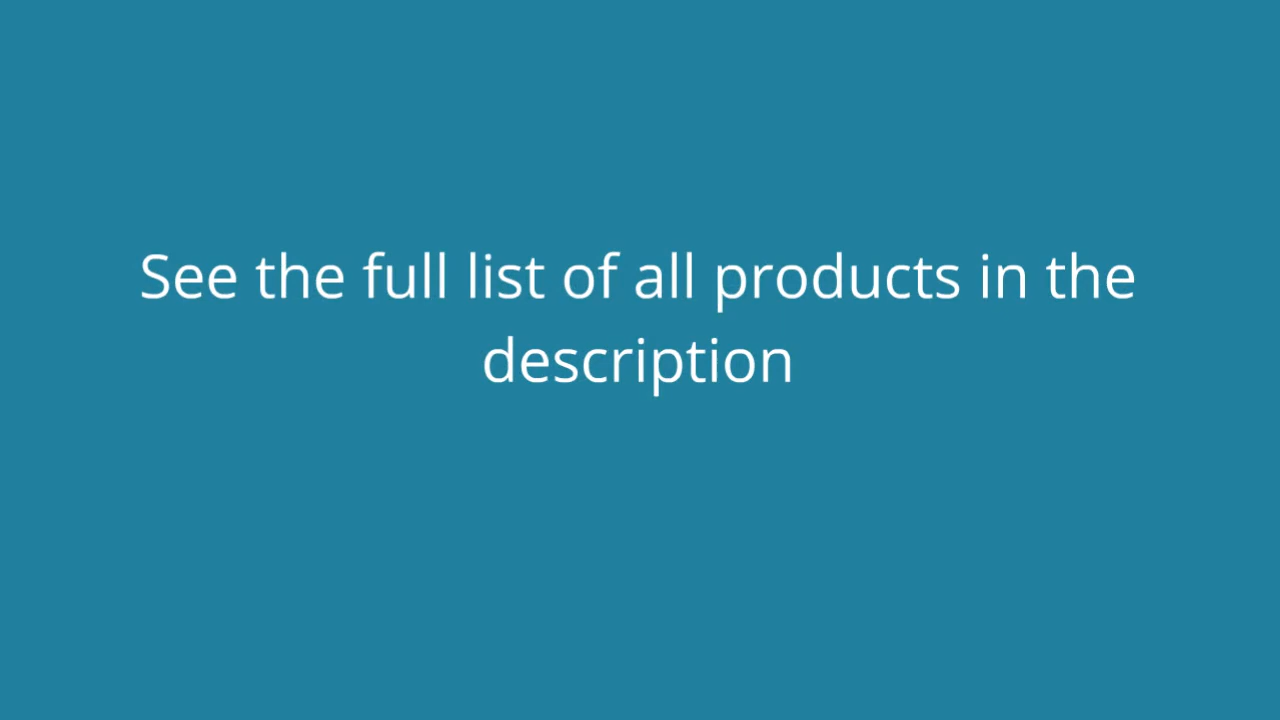 See the full list of all products in the
description